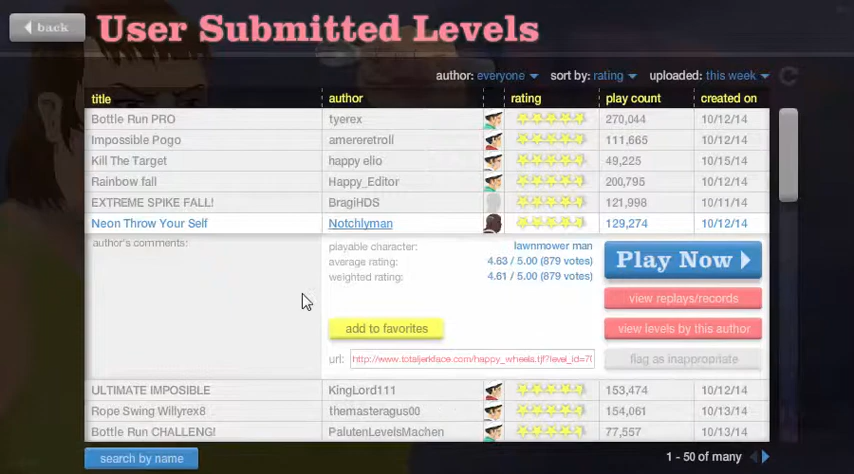 back
User Submitted Levels
author: everyone sort by: rating uploaded: this week
title author rating play count created on
Bottle Run PRO tyerex 270,044 10/12/14
Impossible Pogo amereretroll 111,665 10/12/14
Kill The Target happy elio 49,225 10/15/14
Rainbow fall Happy_Editor 200,795 10/12/14
EXTREME SPIKE FALL! BragiHDS 121,998 10/11/14
Neon Throw Your Self Notchlyman 129,274 10/12/14
author's comments:
playable character: lawnmower man
average rating: 4.63 / 5.00 (879 votes)
weighted rating: 4.61 / 5.00 (879 votes)
Play Now
view replays/records
add to favorites
view levels by this author
url: http://www.totaljerkface.com/happy_wheels.tjf?level_id=7(
flag as inappropriate
ULTIMATE IMPOSIBLE KingLord111 153,474 10/12/14
Rope Swing Willyrex8 themasteragus00 154,061 10/13/14
Bottle Run CHALLENG! PalutenLevelsMachen 77,557 10/13/14
search by name
1 - 50 of many